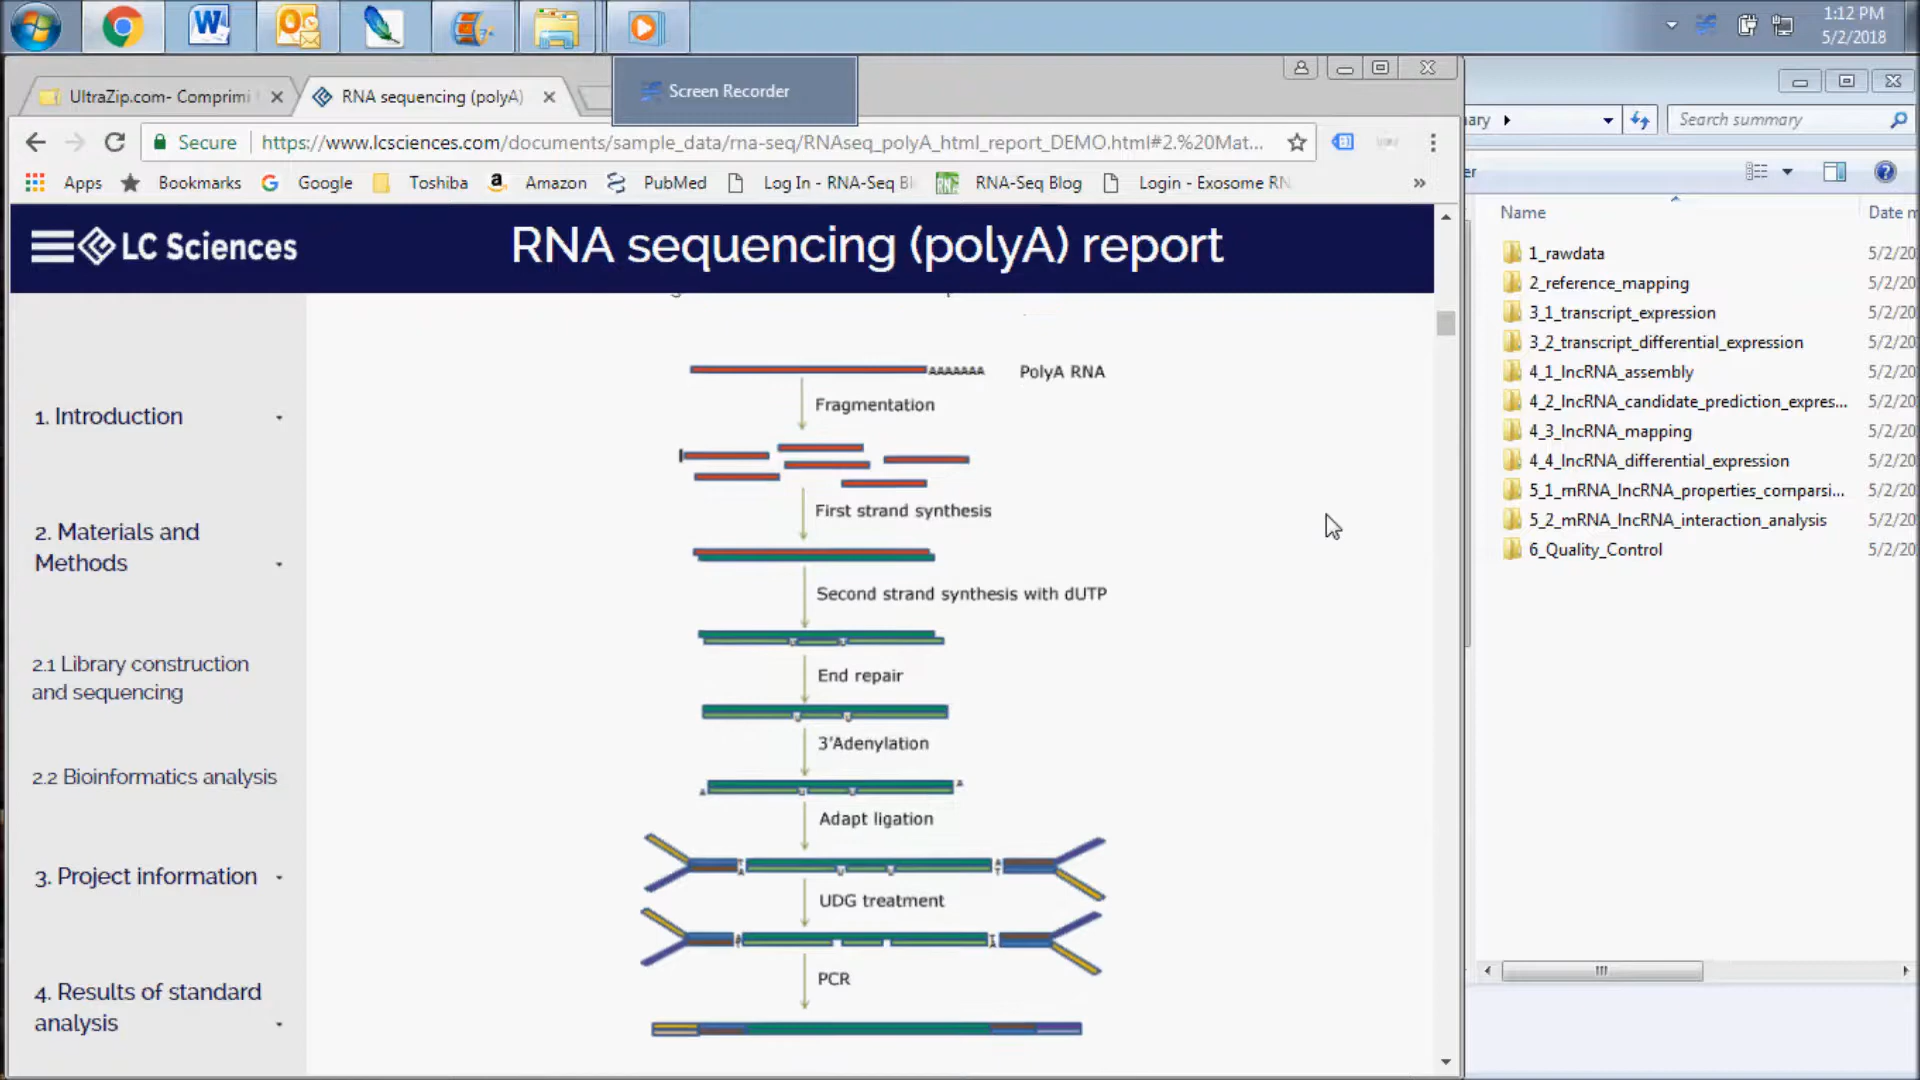 1:12 PM
5/2/2018
Screen Recorder
UltraZip.com- Comprimi
RNA sequencing (polyA)
Secure
https://www.lcsciences.com/documents/sample_data/rna-seq/RNAseq_polyA_html_report_DEMO.html#2.%20Mat...
Apps
Bookmarks
Google
Toshiba
Amazon
PubMed
Log In - RNA-Seq Bl
RNA-Seq Blog
Login - Exosome RN
»
LC Sciences
RNA sequencing (polyA) report
1. Introduction
2. Materials and
Methods
2.1 Library construction
and sequencing
2.2 Bioinformatics analysis
3. Project information
4. Results of standard
analysis
AAAAAAA PolyA RNA
Fragmentation
First strand synthesis
Second strand synthesis with dUTP
End repair
3'Adenylation
Adapt ligation
UDG treatment
PCR
Search summary
Name
Date m
1_rawdata
5/2/20
2_reference_mapping
5/2/20
3_1_transcript_expression
5/2/20
3_2_transcript_differential_expression
5/2/20
4_1_lncRNA_assembly
5/2/20
4_2_lncRNA_candidate_prediction_expres...
5/2/20
4_3_lncRNA_mapping
5/2/20
4_4_lncRNA_differential_expression
5/2/20
5_1_mRNA_lncRNA_properties_comparsi...
5/2/20
5_2_mRNA_lncRNA_interaction_analysis
5/2/20
6_Quality_Control
5/2/20